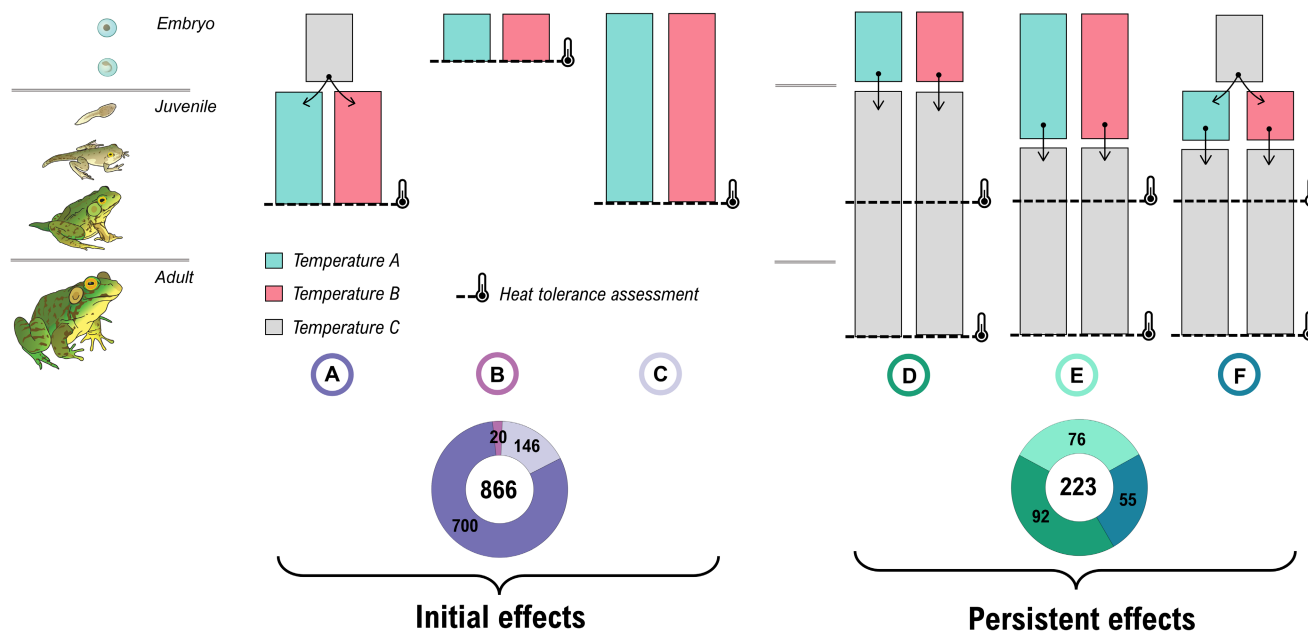 Embryo
Juvenile
Adult
Temperature A
Temperature B
Temperature C
Heat tolerance assessment
A
B
C
D
E
F
20
146
866
700
76
223
55
92
Initial effects
Persistent effects